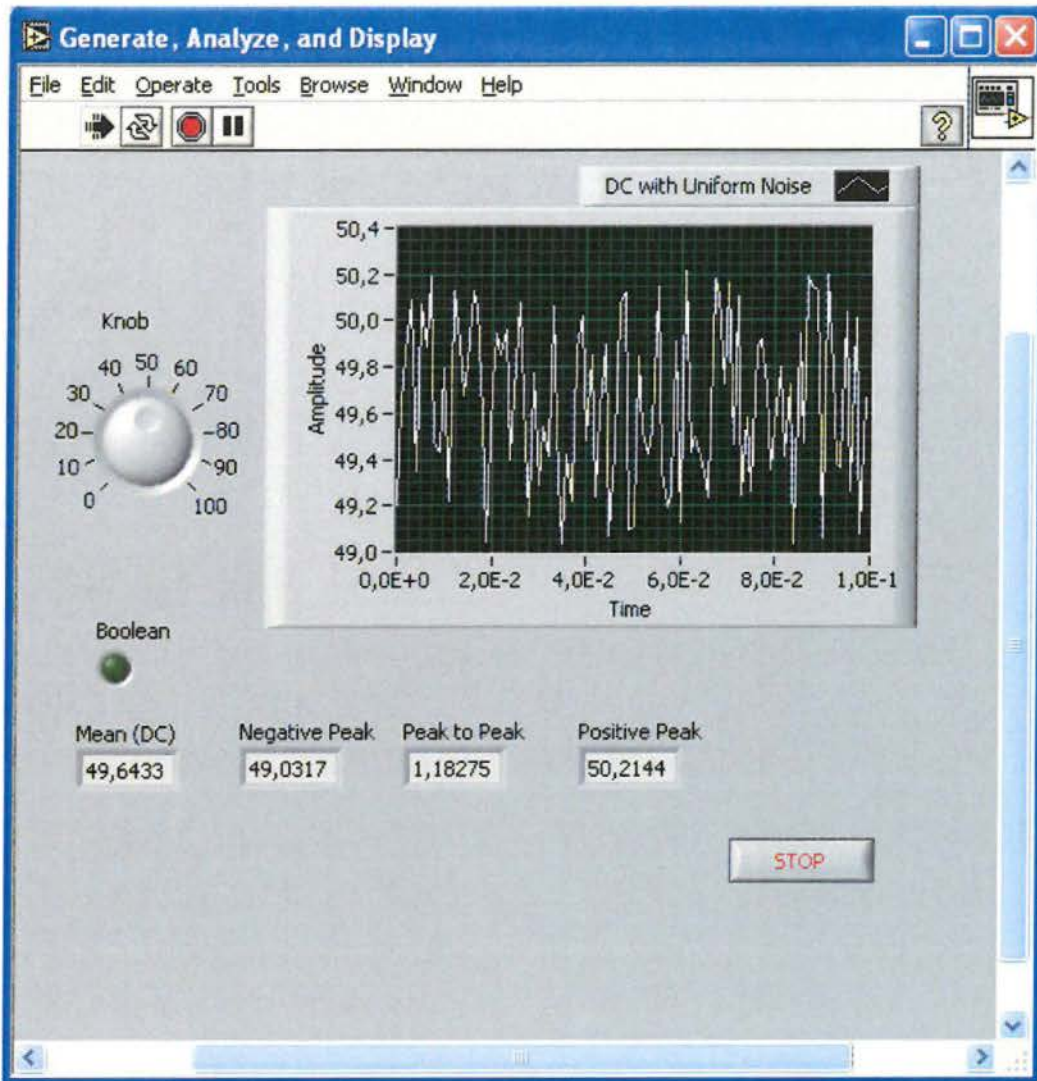 Generate, Analyze, and Display
File Edit Operate Tools Browse Window Help
?
DC with Uniform Noise
50,4
50,2
50,0
49,8
49,6
49,4
49,2
49,0
Amplitude
0,0E+0 2,0E-2 4,0E-2 6,0E-2 8,0E-2 1,0E-1
Time
Knob
0 10 20 30 40 50 60 70 80 90 100
Boolean
Mean (DC) Negative Peak Peak to Peak Positive Peak
49,6433 49,0317 1,18275 50,2144
STOP